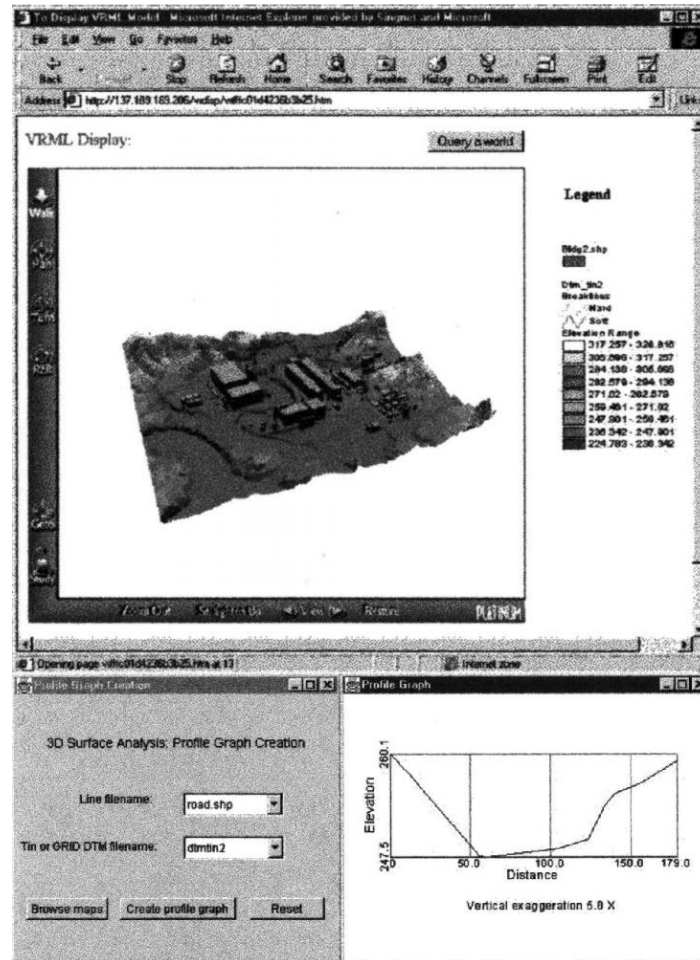 To Display VRML Model - Microsoft Internet Explorer provided by Singnet and Microsoft
File Edit View Go Favorites Help
Back Stop Refresh Home Search Favorites History Channels Fullscreen Print Edit
Address
VRML Display:
Query a world
Walk
Pan
Legend
Bldg2.shp
Dtm_tin2
Breaklines
Hard
Soft
Elevation Range
317.257 - 328.816
305.698 - 317.257
294.138 - 305.698
282.579 - 294.138
271.02 - 282.579
259.461 - 271.02
247.901 - 259.461
236.342 - 247.901
224.783 - 236.342
Study
Zoom Out View Restore PLATINUM
Internet zone
Profile Graph Creation
3D Surface Analysis: Profile Graph Creation
Line filename: road.shp
Tin or GRID DTM filename: dtmtin2
Browse maps Create profile graph Reset
Profile Graph
260.1
Elevation
247.5
0 50.0 100.0 150.0 179.0
Distance
Vertical exaggeration 5.0 X